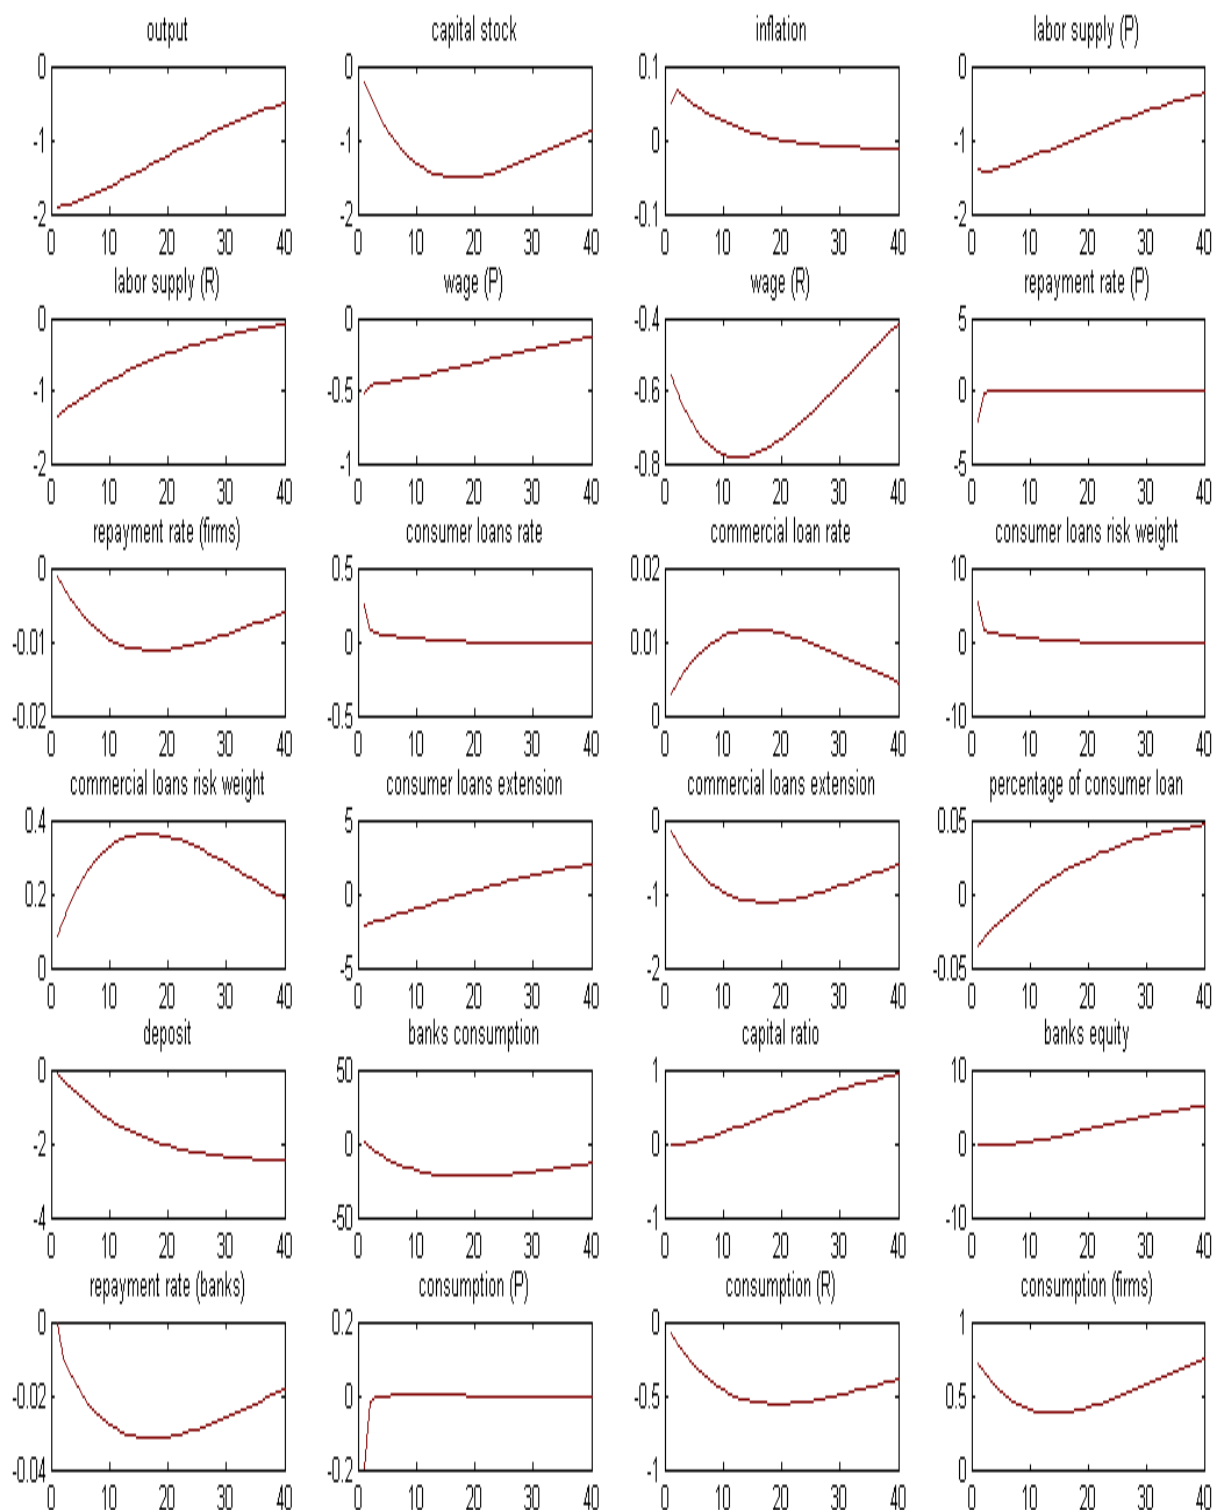 output capital stock inflation labor supply (P)
0 0 0.1 0
-1 -1 0 -1
-2 -2 -0.1 -2
0 10 20 30 40 0 10 20 30 40 0 10 20 30 40 0 10 20 30 40
labor supply (R) wage (P) wage (R) repayment rate (P)
0 0 -0.4 5
-1 -0.5 -0.6 0
-2 -1 -0.8 -5
0 10 20 30 40 0 10 20 30 40 0 10 20 30 40 0 10 20 30 40
repayment rate (firms) consumer loans rate commercial loan rate consumer loans risk weight
0 0.5 0.02 10
-0.01 0 0.01 0
-0.02 -0.5 0 -10
0 10 20 30 40 0 10 20 30 40 0 10 20 30 40 0 10 20 30 40
commercial loans risk weight consumer loans extension commercial loans extension percentage of consumer loan
0.4 5 0 0.05
0.2 0 -1 0
0 -5 -2 -0.05
0 10 20 30 40 0 10 20 30 40 0 10 20 30 40 0 10 20 30 40
deposit banks consumption capital ratio banks equity
0 50 1 10
-2 0 0 0
-4 -50 -1 -10
0 10 20 30 40 0 10 20 30 40 0 10 20 30 40 0 10 20 30 40
repayment rate (banks) consumption (P) consumption (R) consumption (firms)
0 0.2 0 1
-0.02 0 -0.5 0.5
-0.04 -0.2 -1 0
0 10 20 30 40 0 10 20 30 40 0 10 20 30 40 0 10 20 30 40